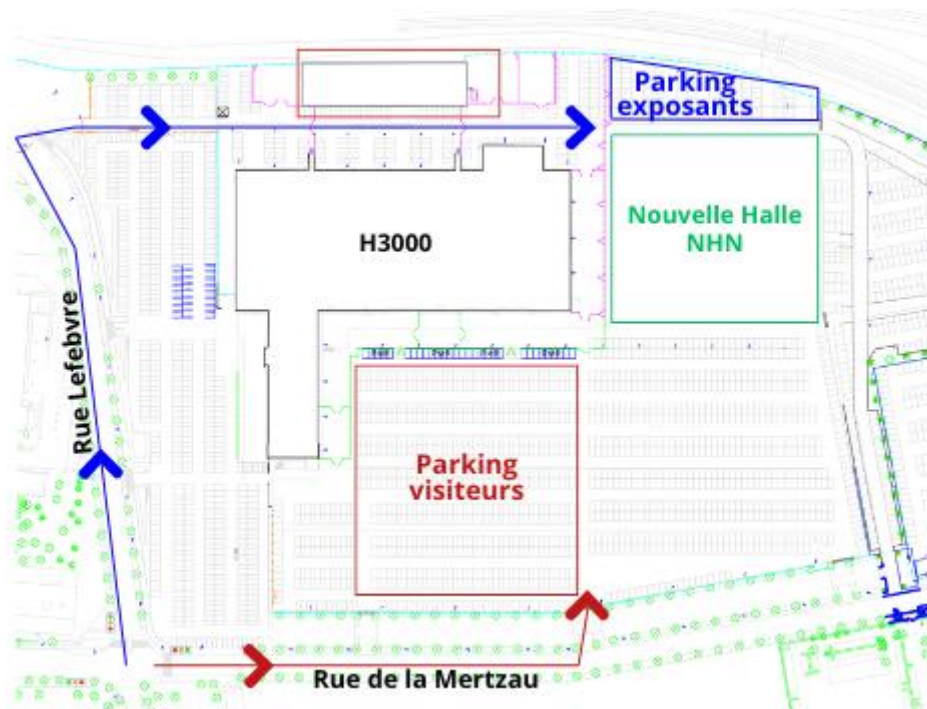 Parking
exposants
Nouvelle Halle
NHN
H3000
Rue Lefebvre
Parking
visiteurs
Rue de la Mertzau